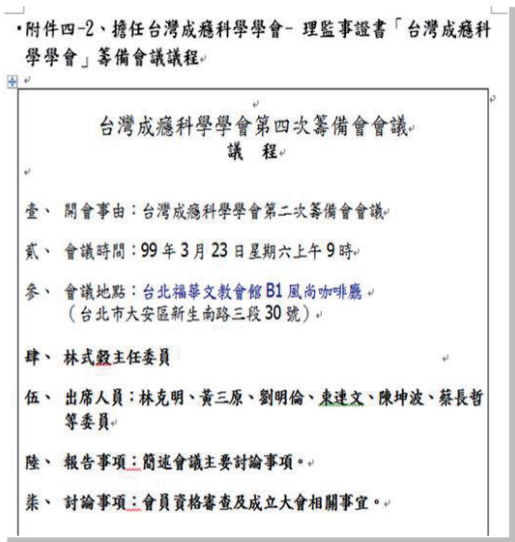 •附件四-2、擔任台灣成癮科學學會- 理監事證書「台灣成癮科
學學會」籌備會議議程
台灣成癮科學學會第四次籌備會會議
議 程
壹、 開會事由：台灣成癮科學學會第二次籌備會會議
貳、 會議時間：99 年 3 月 23 日星期六上午 9 時
參、 會議地點：台北福華文教會館 B1 風尚咖啡廳
（台北市大安區新生南路三段 30 號）
肆、 林式穀主任委員
伍、 出席人員：林克明、黃三原、劉明倫、束連文、陳坤波、蔡長哲
等委員
陸、 報告事項：簡述會議主要討論事項。
柒、 討論事項：會員資格審查及成立大會相關事宜。